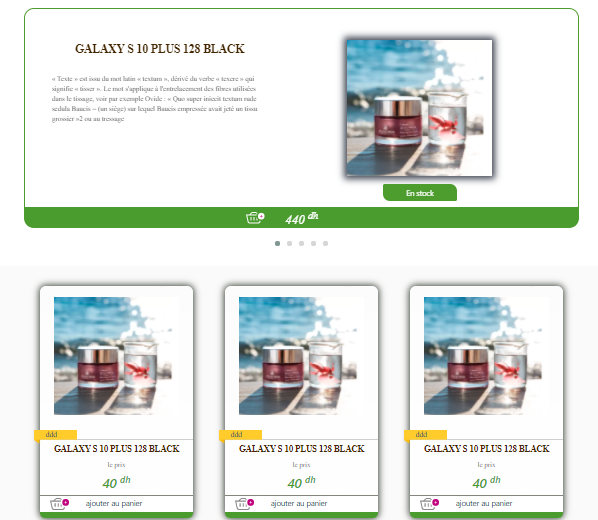 GALAXY S 10 PLUS 128 BLACK
« Texte » est issu du mot latin « textum », dérivé du verbe « texere » qui
signifie « tisser ». Le mot s'applique à l'entrelacement des fibres utilisées
dans le tissage, voir par exemple Ovide : « Quo super iniecit textum rude
sedula Baucis = (un siège) sur lequel Baucis empressée avait jeté un tissu
grossier »2 ou au tressage
En stock
440 dh
ddd ddd ddd
GALAXY S 10 PLUS 128 BLACK GALAXY S 10 PLUS 128 BLACK GALAXY S 10 PLUS 128 BLACK
le prix le prix le prix
40 dh 40 dh 40 dh
ajouter au panier ajouter au panier ajouter au panier